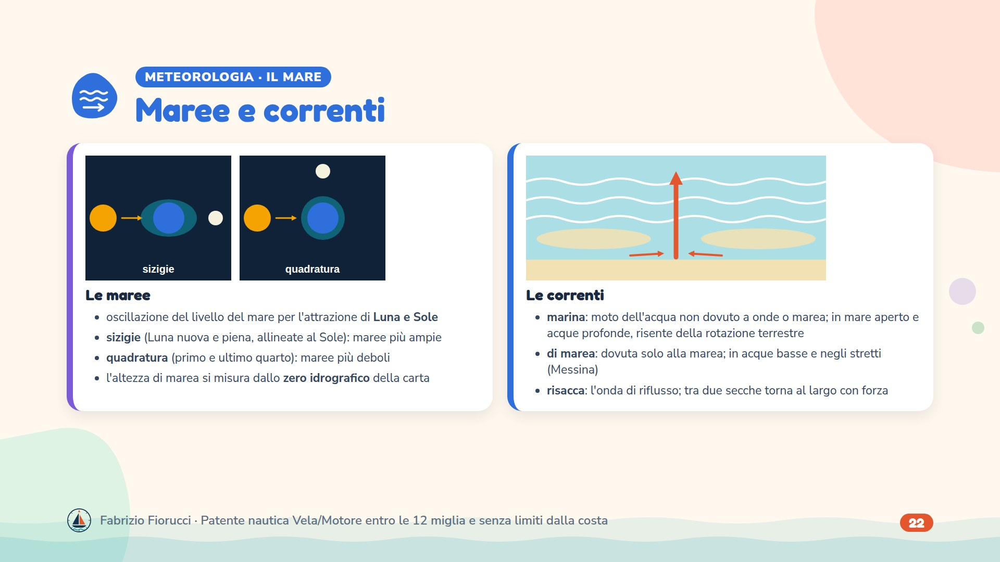 METEOROLOGIA · IL MARE
Maree e correnti
sizigie
quadratura
Le maree
• oscillazione del livello del mare per l'attrazione di Luna e Sole
• sizigie (Luna nuova e piena, allineate al Sole): maree più ampie
• quadratura (primo e ultimo quarto): maree più deboli
• l'altezza di marea si misura dallo zero idrografico della carta
Le correnti
• marina: moto dell'acqua non dovuto a onde o marea; in mare aperto e
acque profonde, risente della rotazione terrestre
• di marea: dovuta solo alla marea; in acque basse e negli stretti
(Messina)
• risacca: l'onda di riflusso; tra due secche torna al largo con forza
Fabrizio Fiorucci · Patente nautica Vela/Motore entro le 12 miglia e senza limiti dalla costa
22